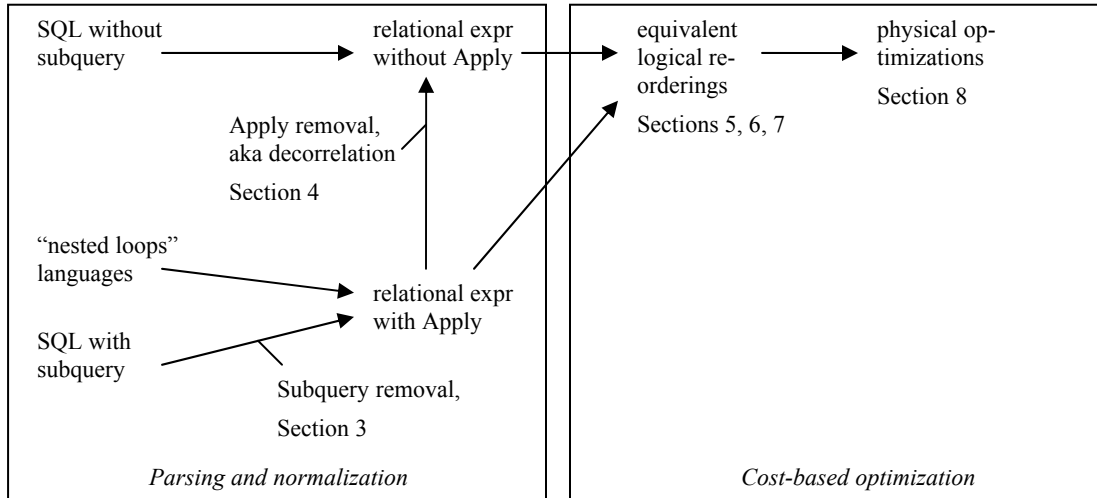 SQL without
subquery
relational expr
without Apply
Apply removal,
aka decorrelation
Section 4
“nested loops”
languages
relational expr
with Apply
SQL with
subquery
Subquery removal,
Section 3
Parsing and normalization
equivalent
logical re-
orderings
Sections 5, 6, 7
physical op-
timizations
Section 8
Cost-based optimization